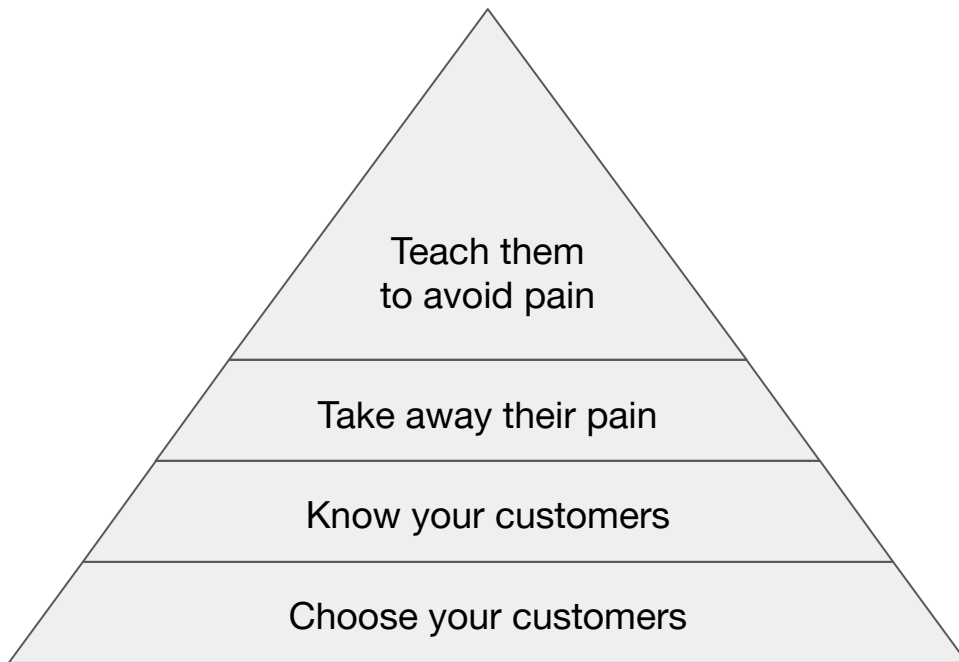 Teach them
to avoid pain
Take away their pain
Know your customers
Choose your customers